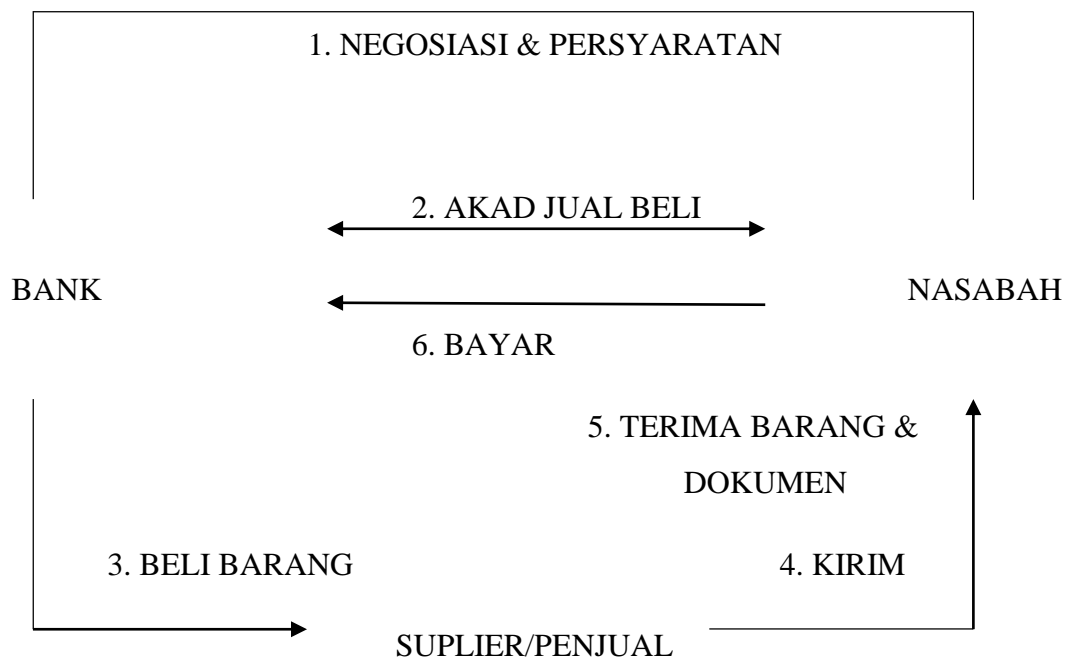 1. NEGOSIASI & PERSYARATAN
2. AKAD JUAL BELI
BANK
NASABAH
6. BAYAR
5. TERIMA BARANG &
DOKUMEN
3. BELI BARANG
4. KIRIM
SUPLIER/PENJUAL